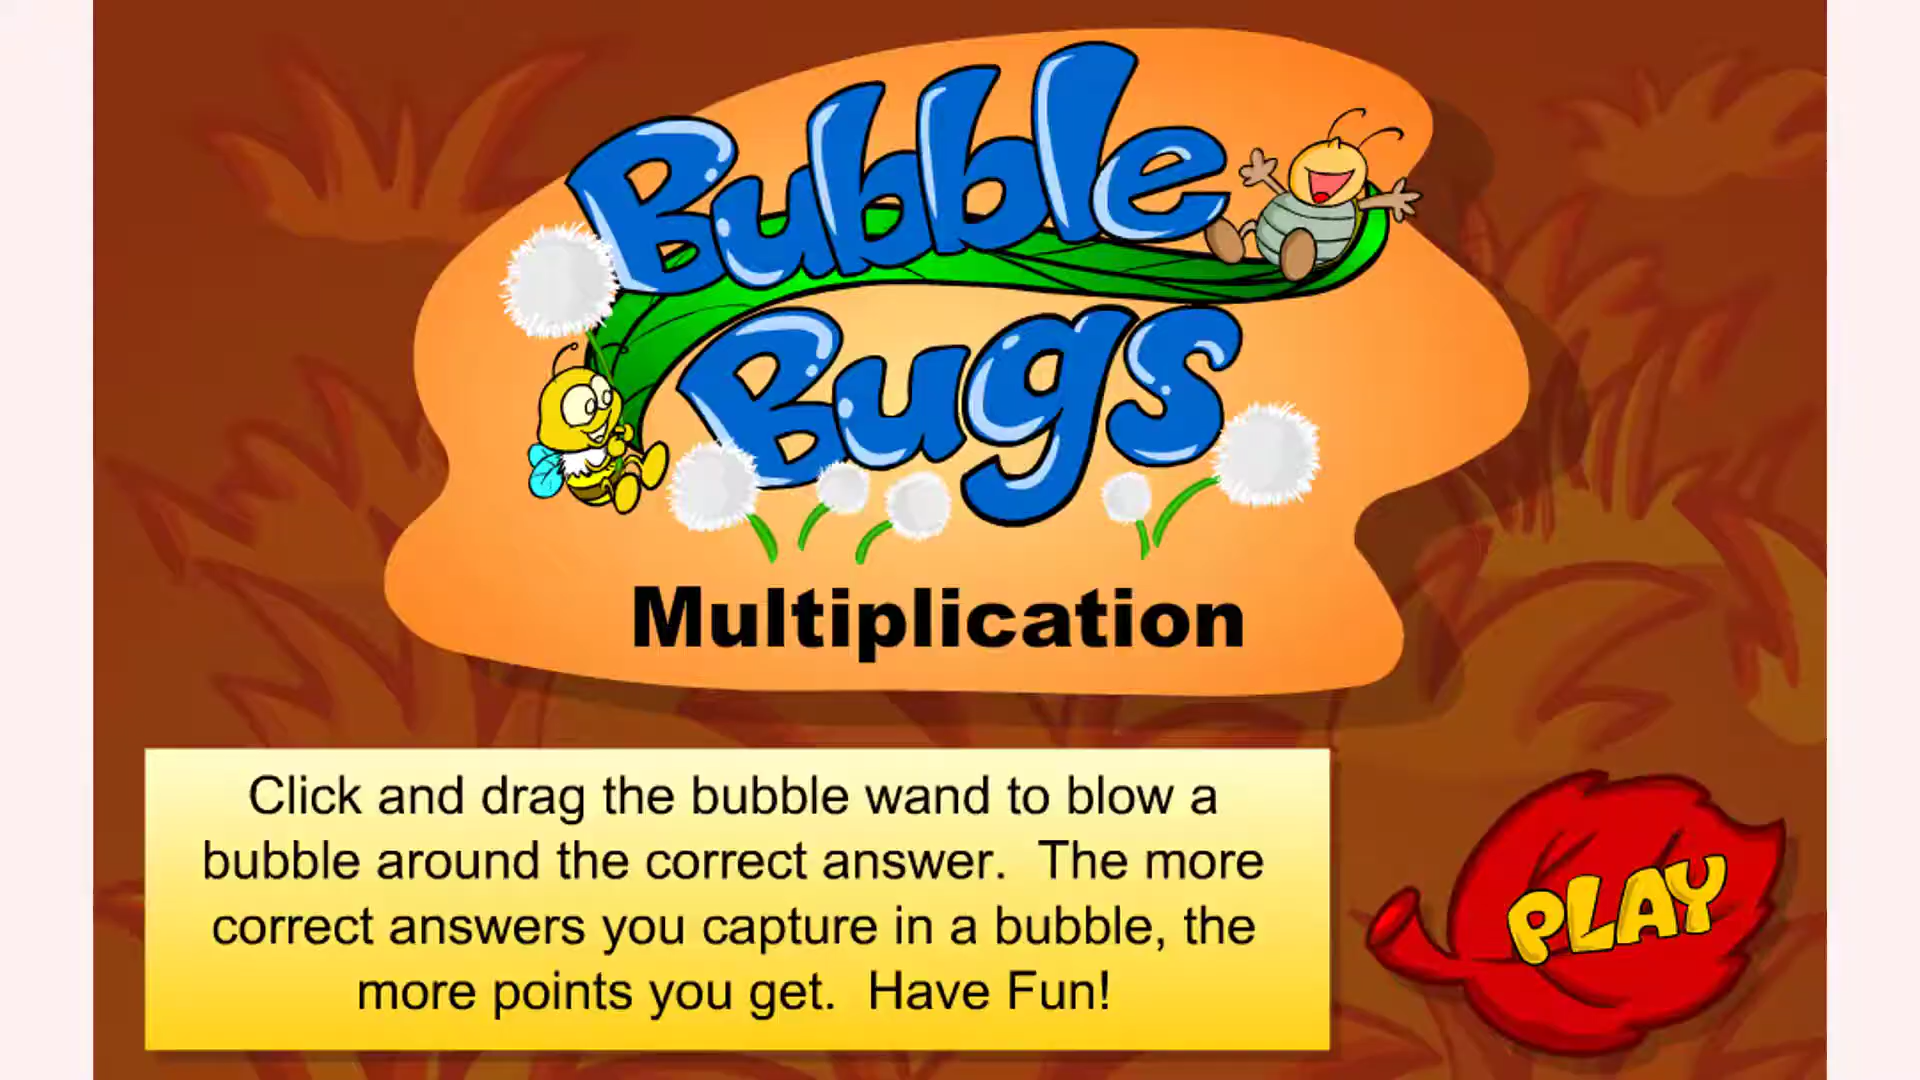 Bubble
Bugs
Multiplication
Click and drag the bubble wand to blow a
bubble around the correct answer.  The more
correct answers you capture in a bubble, the
more points you get.  Have Fun!
PLAY